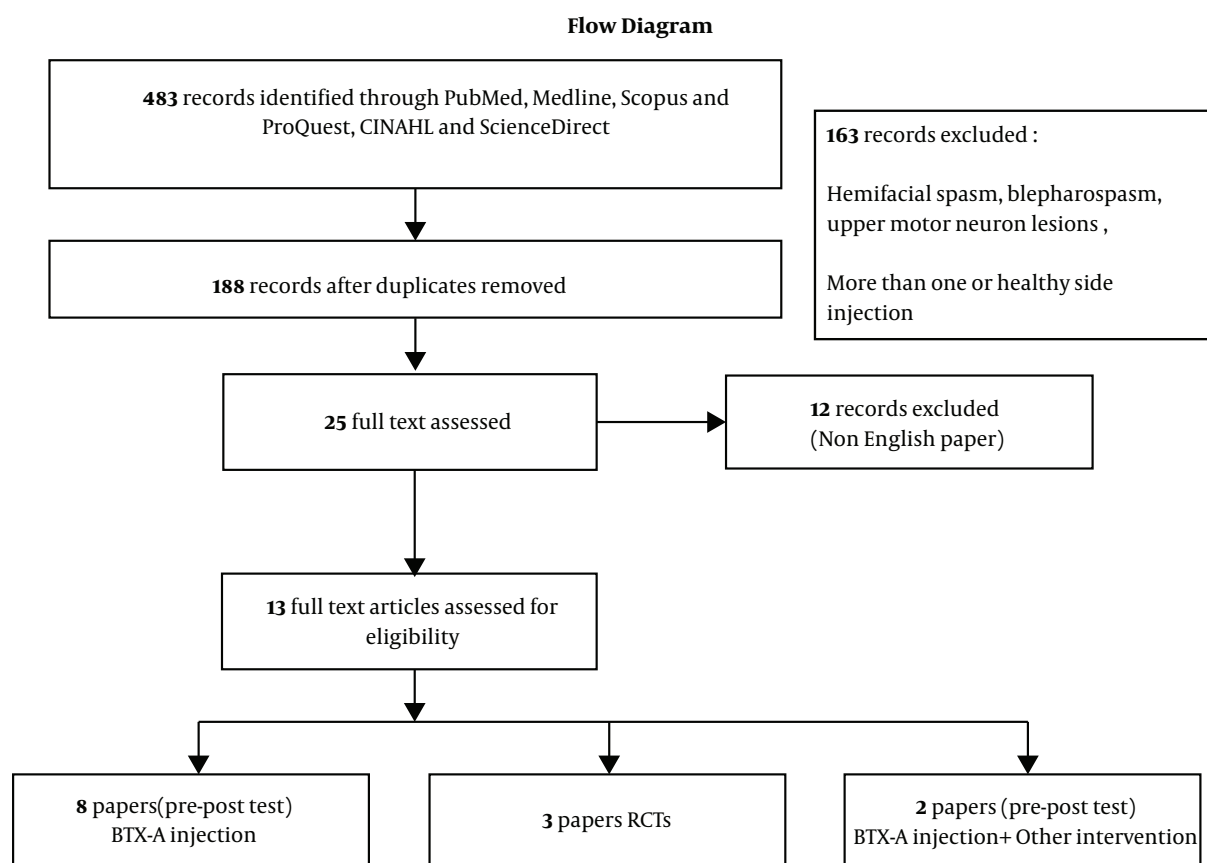 Flow Diagram
483 records identified through PubMed, Medline, Scopus and
ProQuest, CINAHL and ScienceDirect
163 records excluded :
Hemifacial spasm, blepharospasm,
upper motor neuron lesions ,
More than one or healthy side
injection
188 records after duplicates removed
25 full text assessed
12 records excluded
(Non English paper)
13 full text articles assessed for
eligibility
8 papers(pre-post test)
BTX-A injection
3 papers RCTs
2 papers (pre-post test)
BTX-A injection+ Other intervention